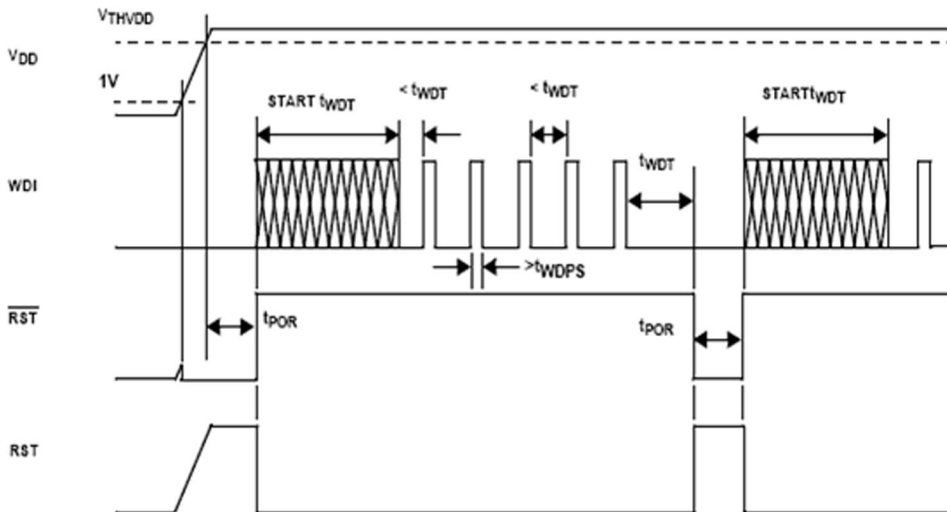 VTHVDD
VDD
1V
START tWDT
< tWDT
< tWDT
STARTtWDT
WDI
tWDT
>tWDPS
RST
tPOR
tPOR
RST